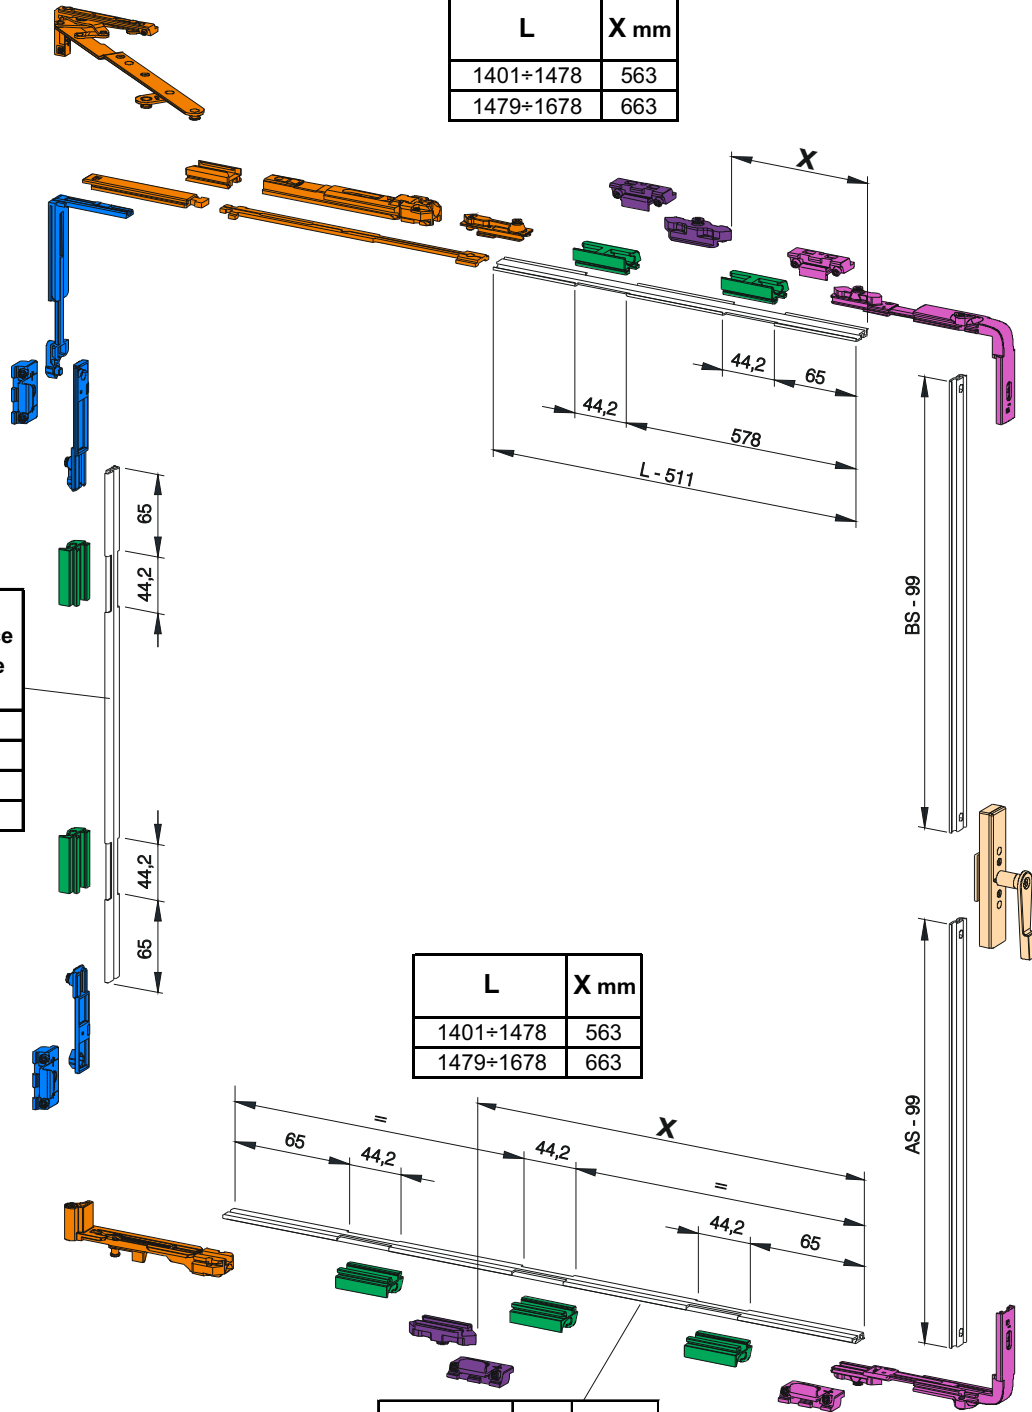 L X mm
1401÷1478 563
1479÷1678 663
X
44,2 65
44,2 578
L - 511
65
44,2
BS - 99
e
44,2
65
L X mm
1401÷1478 563
1479÷1678 663
AS - 99
= X
65 44,2 44,2
=
44,2 65